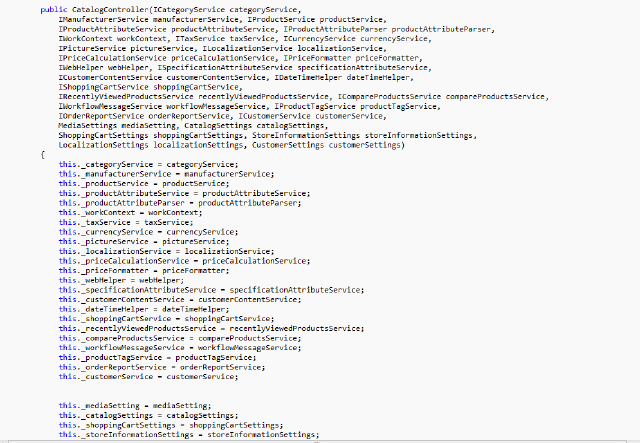 public CatalogController(ICategoryService categoryService,
IManufacturerService manufacturerService, IProductService productService,
IProductAttributeService productAttributeService, IProductAttributeParser productAttributeParser,
IWorkContext workContext, ITaxService taxService, ICurrencyService currencyService,
IPictureService pictureService, ILocalizationService localizationService,
IPriceCalculationService priceCalculationService, IPriceFormatter priceFormatter,
IWebHelper webHelper, ISpecificationAttributeService specificationAttributeService,
ICustomerContentService customerContentService, IDateTimeHelper dateTimeHelper,
IShoppingCartService shoppingCartService,
IRecentlyViewedProductsService recentlyViewedProductsService, ICompareProductsService compareProductsService,
IWorkflowMessageService workflowMessageService, IProductTagService productTagService,
IOrderReportService orderReportService, ICustomerService customerService,
MediaSettings mediaSetting, CatalogSettings catalogSettings,
ShoppingCartSettings shoppingCartSettings, StoreInformationSettings storeInformationSettings,
LocalizationSettings localizationSettings, CustomerSettings customerSettings)
{
this._categoryService = categoryService;
this._manufacturerService = manufacturerService;
this._productService = productService;
this._productAttributeService = productAttributeService;
this._productAttributeParser = productAttributeParser;
this._workContext = workContext;
this._taxService = taxService;
this._currencyService = currencyService;
this._pictureService = pictureService;
this._localizationService = localizationService;
this._priceCalculationService = priceCalculationService;
this._priceFormatter = priceFormatter;
this._webHelper = webHelper;
this._specificationAttributeService = specificationAttributeService;
this._customerContentService = customerContentService;
this._dateTimeHelper = dateTimeHelper;
this._shoppingCartService = shoppingCartService;
this._recentlyViewedProductsService = recentlyViewedProductsService;
this._compareProductsService = compareProductsService;
this._workflowMessageService = workflowMessageService;
this._productTagService = productTagService;
this._orderReportService = orderReportService;
this._customerService = customerService;
this._mediaSetting = mediaSetting;
this._catalogSettings = catalogSettings;
this._shoppingCartSettings = shoppingCartSettings;
this._storeInformationSettings = storeInformationSettings;